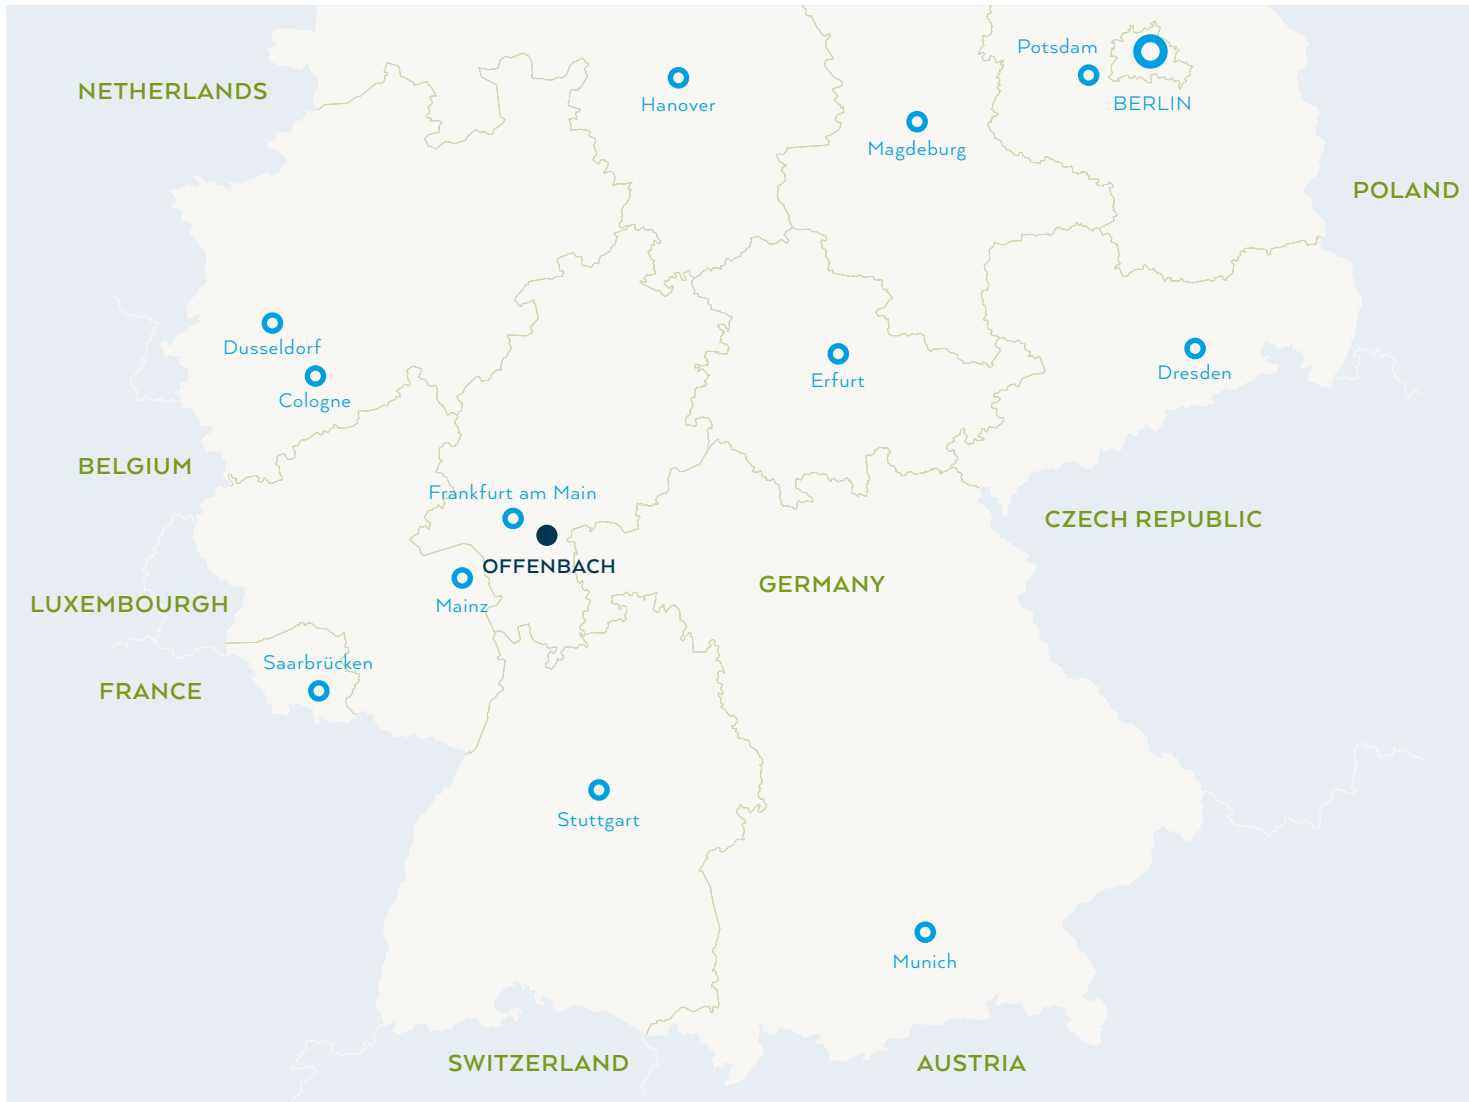 Potsdam
NETHERLANDS
Hanover
BERLIN
Magdeburg
POLAND
Dusseldorf
Erfurt
Dresden
Cologne
BELGIUM
Frankfurt am Main
CZECH REPUBLIC
OFFENBACH
GERMANY
LUXEMBOURGH
Mainz
Saarbrücken
FRANCE
Stuttgart
Munich
SWITZERLAND
AUSTRIA